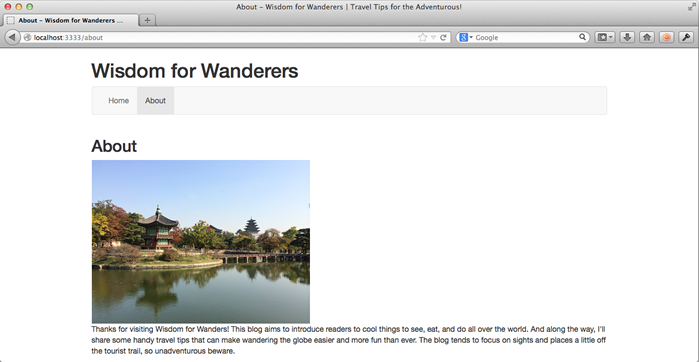 About – Wisdom for Wanderers | Travel Tips for the Adventurous!
About – Wisdom for Wanderers ...
localhost:3333/about
Google
Wisdom for Wanderers
Home
About
About
Thanks for visiting Wisdom for Wanders! This blog aims to introduce readers to cool things to see, eat, and do all over the world. And along the way, I'll
share some handy travel tips that can make wandering the globe easier and more fun than ever. The blog tends to focus on sights and places a little off
the tourist trail, so unadventurous beware.